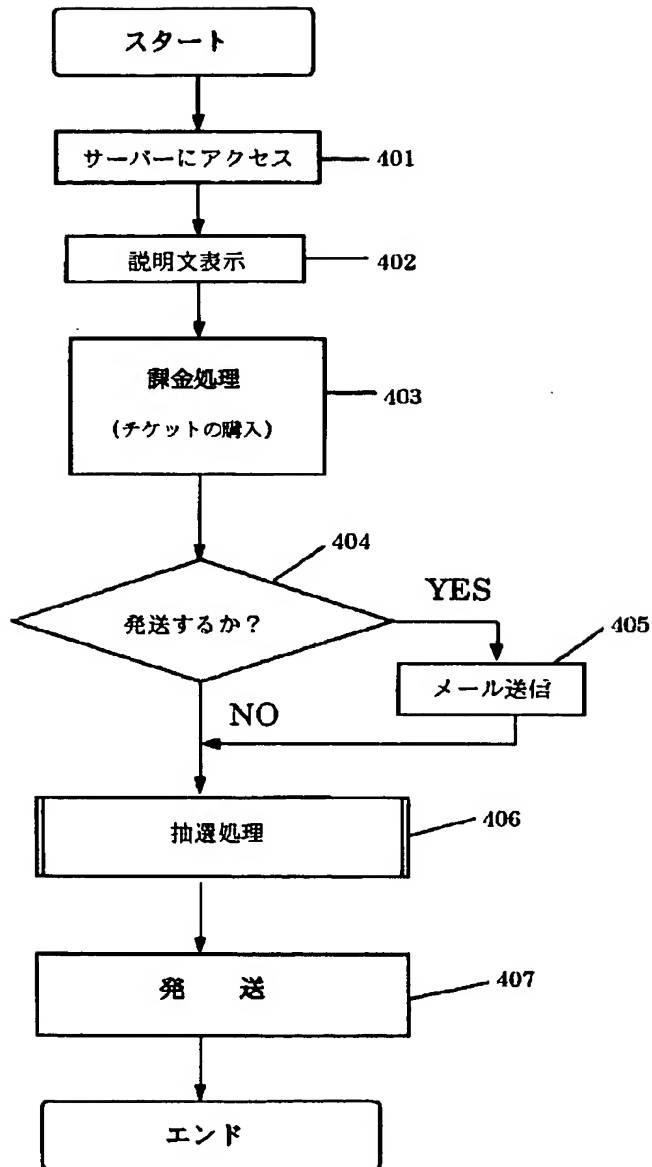 スタート
サーバーにアクセス
401
説明文表示
402
課金処理
(チケットの購入)
403
404
発送するか?
YES
405
メール送信
NO
抽選処理
406
発 送
407
エンド